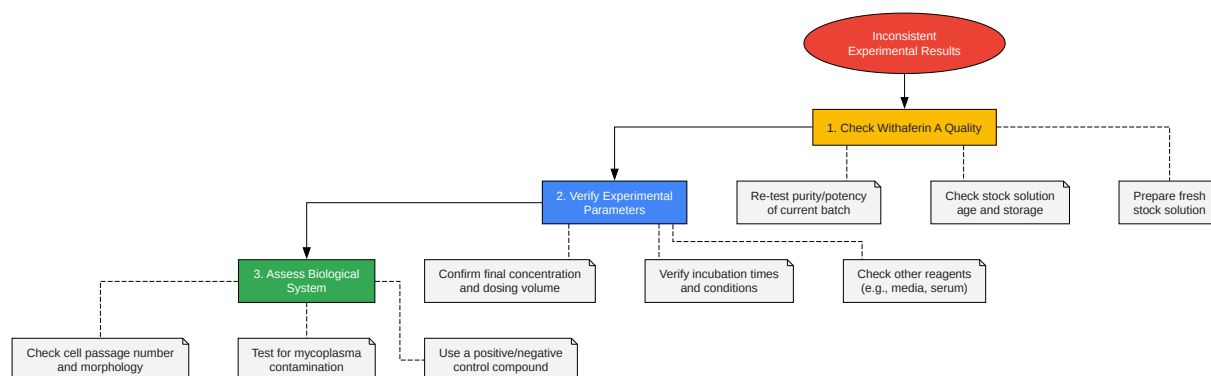 Inconsistent
Experimental Results
1. Check Withaferin A Quality
2. Verify Experimental
Parameters
Re-test purity/potency
of current batch
Check stock solution
age and storage
Prepare fresh
stock solution
3. Assess Biological
System
Confirm final concentration
and dosing volume
Verify incubation times
and conditions
Check other reagents
(e.g., media, serum)
Check cell passage number
and morphology
Test for mycoplasma
contamination
Use a positive/negative
control compound